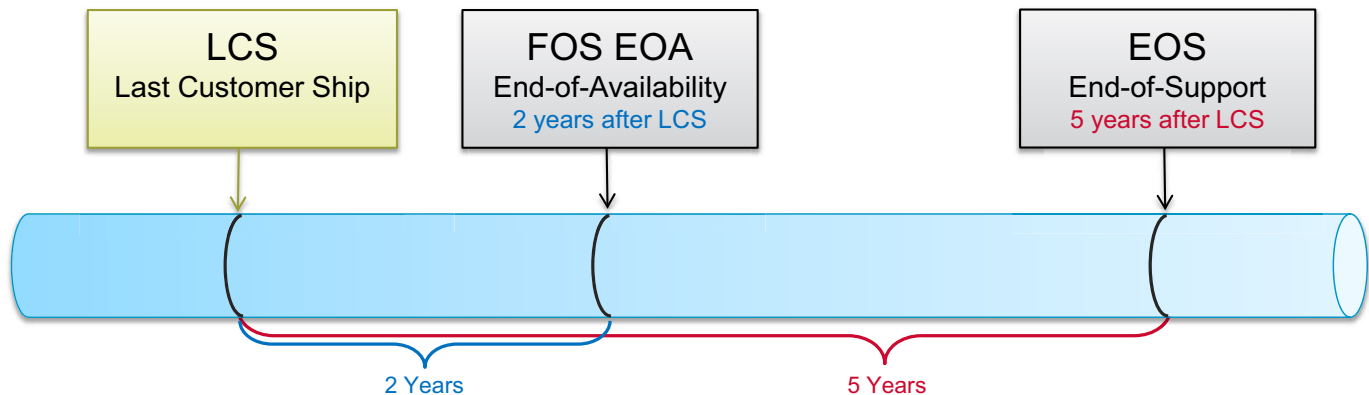 LCS
Last Customer Ship
FOS EOA
End-of-Availability
2 years after LCS
EOS
End-of-Support
5 years after LCS
2 Years
5 Years